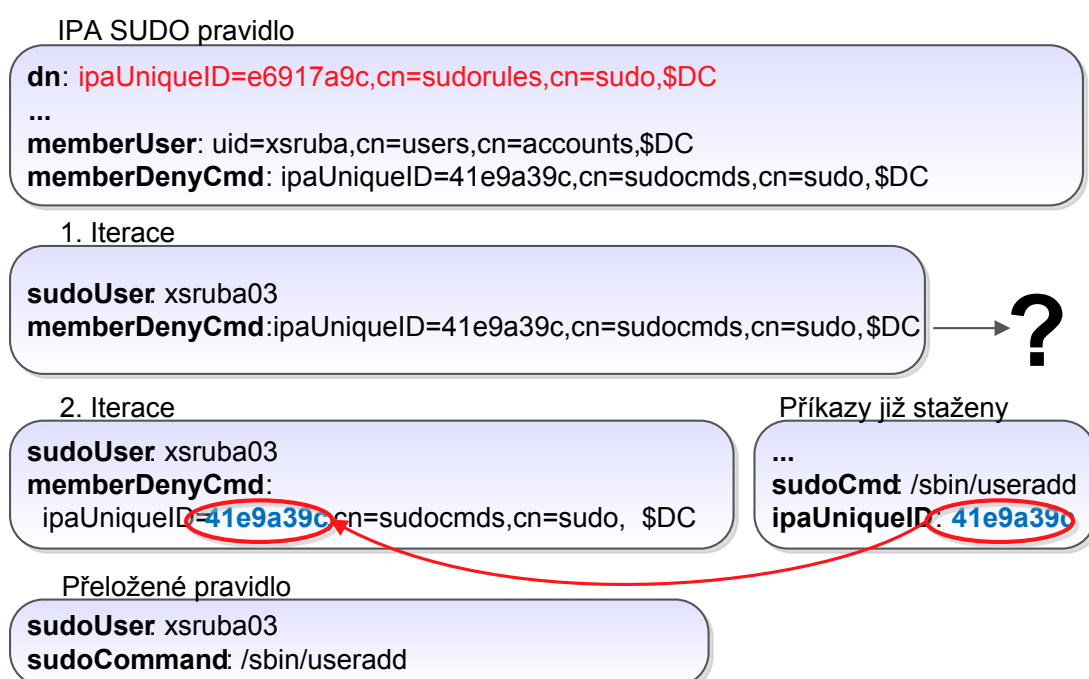 IPA SUDO pravidlo
dn: ipaUniqueID=e6917a9c,cn=sudorules,cn=sudo,$DC
...
memberUser: uid=xsruba,cn=users,cn=accounts,$DC
memberDenyCmd: ipaUniqueID=41e9a39c,cn=sudocmds,cn=sudo,$DC
1. Iterace
sudoUser: xsruba03
memberDenyCmd:ipaUniqueID=41e9a39c,cn=sudocmds,cn=sudo,$DC
?
2. Iterace
sudoUser: xsruba03
memberDenyCmd:
ipaUniqueID=41e9a39c,cn=sudocmds,cn=sudo, $DC
Příkazy již staženy
...
sudoCmd: /sbin/useradd
ipaUniqueID: 41e9a39c
Přeložené pravidlo
sudoUser: xsruba03
sudoCommand: /sbin/useradd